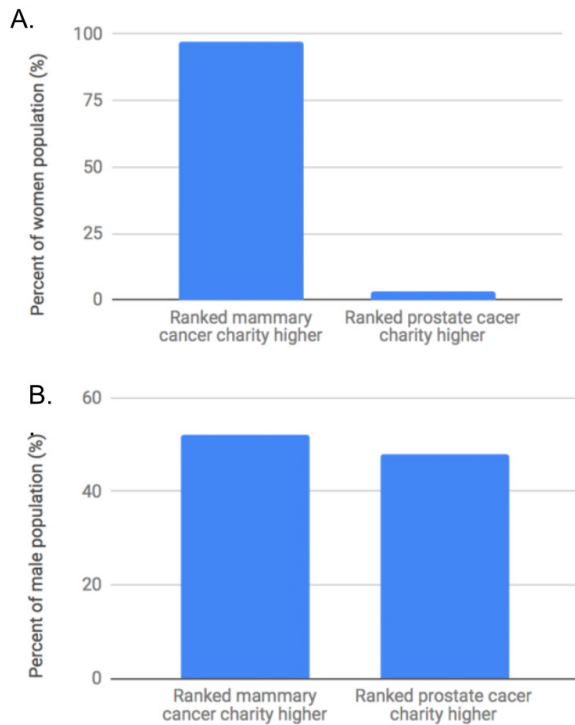 A.
Percent of women population (%)
100
75
50
25
0
Ranked mammary
cancer charity higher
Ranked prostate cacer
charity higher
B.
Percent of male population (%)
60
40
20
0
Ranked mammary
cancer charity higher
Ranked prostate cacer
charity higher